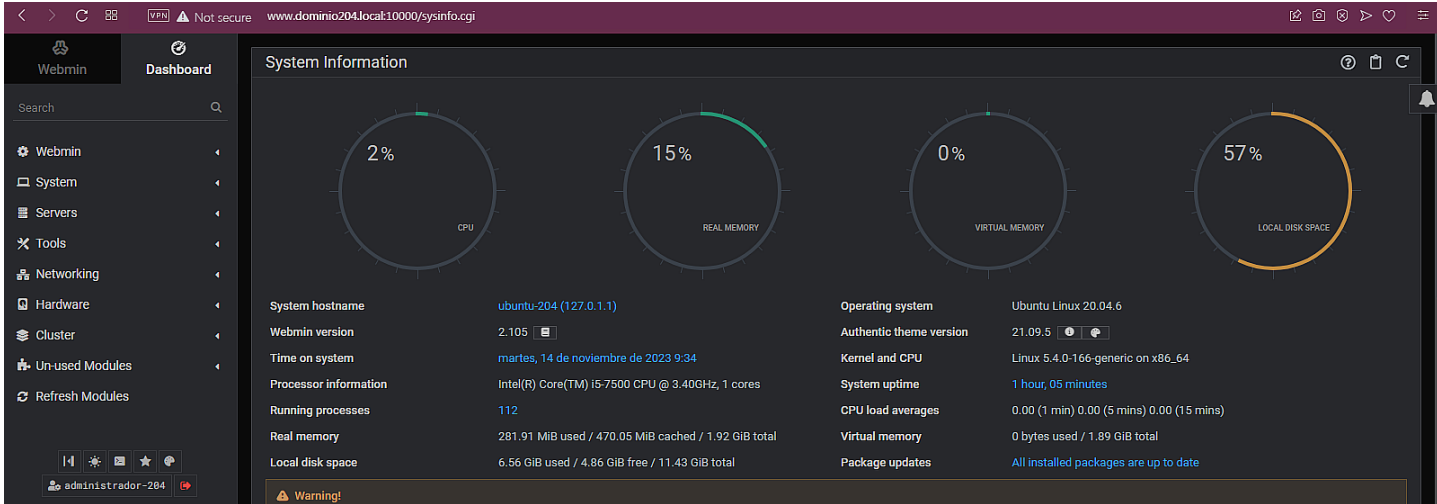 VPN Not secure www.dominio204.local:10000/sysinfo.cgi
Webmin
Dashboard
Search
Webmin
System
Servers
Tools
Networking
Hardware
Cluster
Un-used Modules
Refresh Modules
administrador-204
System Information
2%
CPU
15%
REAL MEMORY
0%
VIRTUAL MEMORY
57%
LOCAL DISK SPACE
System hostname ubuntu-204 (127.0.1.1)
Operating system Ubuntu Linux 20.04.6
Webmin version 2.105
Authentic theme version 21.09.5
Time on system martes, 14 de noviembre de 2023 9:34
Kernel and CPU Linux 5.4.0-166-generic on x86_64
Processor information Intel(R) Core(TM) i5-7500 CPU @ 3.40GHz, 1 cores
System uptime 1 hour, 05 minutes
Running processes 112
CPU load averages 0.00 (1 min) 0.00 (5 mins) 0.00 (15 mins)
Real memory 281.91 MiB used / 470.05 MiB cached / 1.92 GiB total
Virtual memory 0 bytes used / 1.89 GiB total
Local disk space 6.56 GiB used / 4.86 GiB free / 11.43 GiB total
Package updates All installed packages are up to date
Warning!